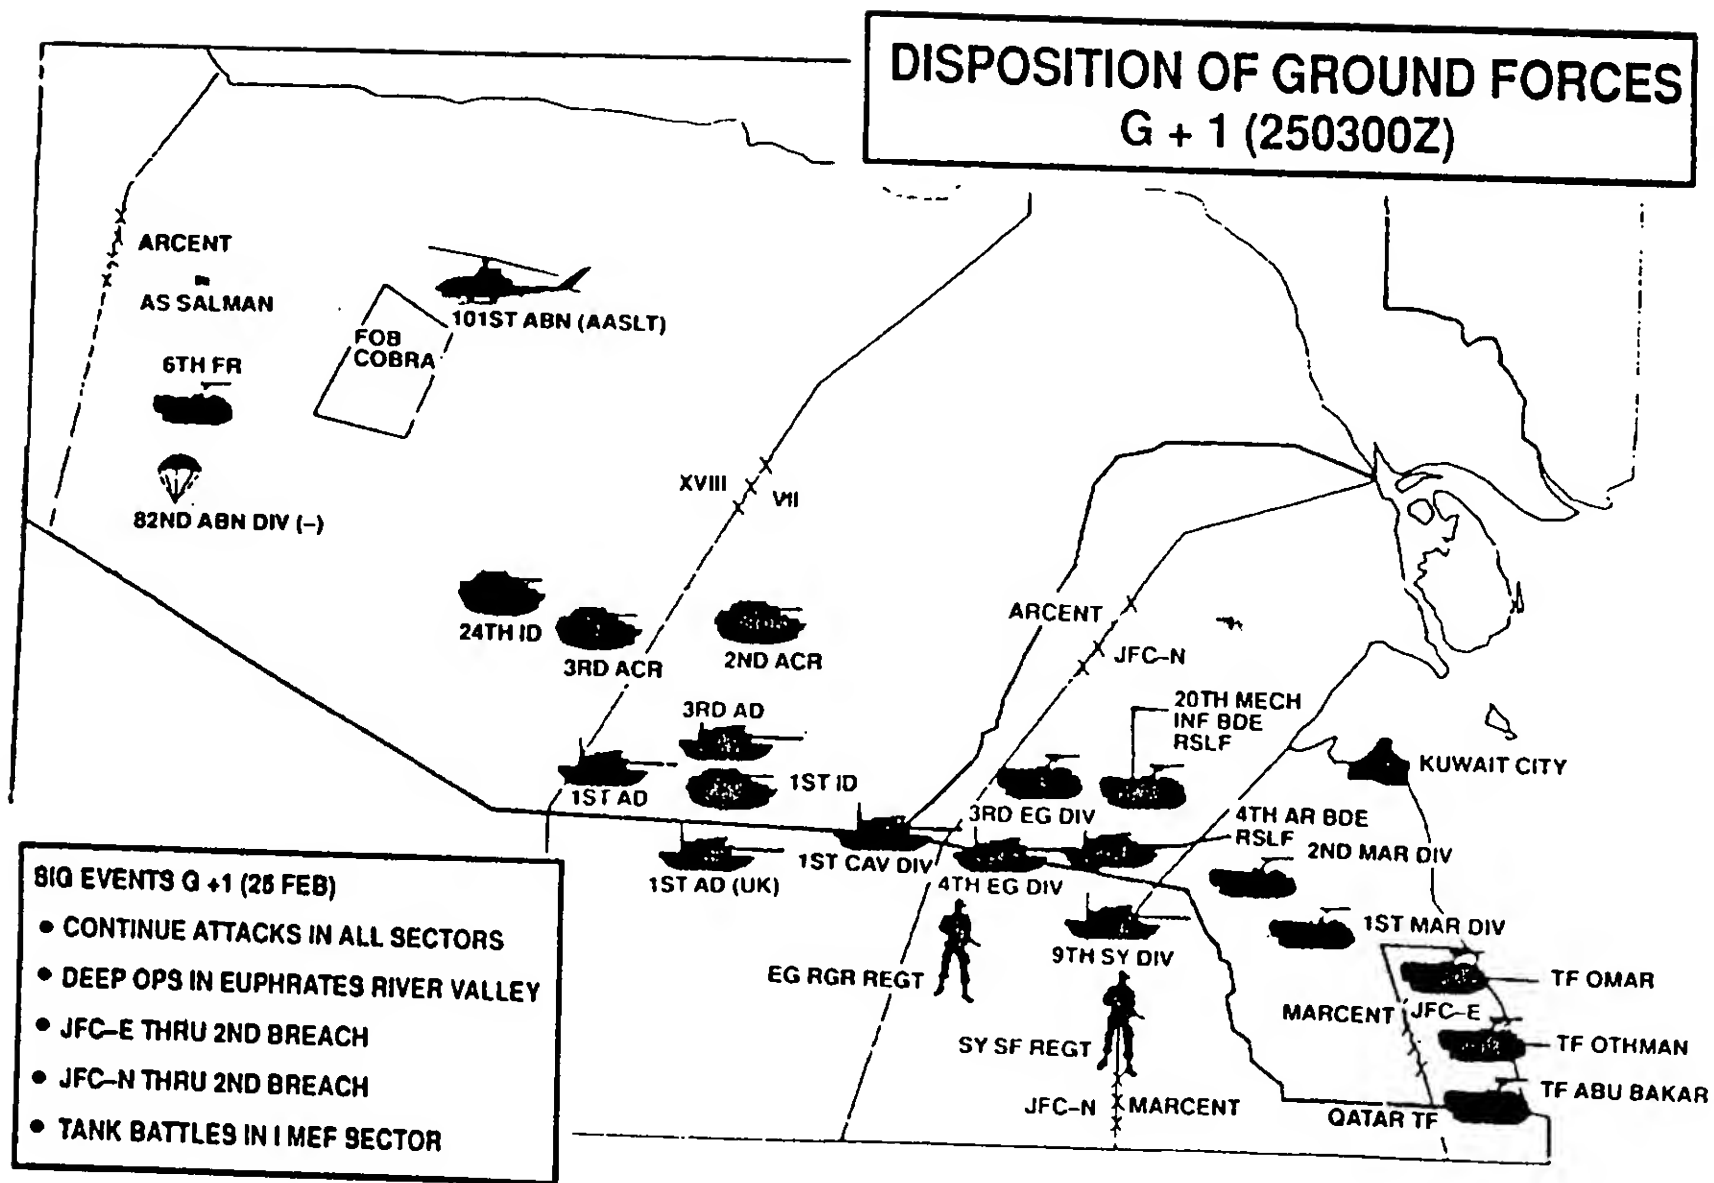 DISPOSITION OF GROUND FORCES
G + 1 (250300Z)
ARCENT
AS SALMAN
6TH FR
82ND ABN DIV (–)
FOB
COBRA
101ST ABN (AASLT)
XVIII
VII
24TH ID
3RD ACR
2ND ACR
3RD AD
1ST AD
1ST ID
1ST AD (UK)
1ST CAV DIV
ARCENT
JFC–N
20TH MECH
INF BDE
RSLF
3RD EG DIV
4TH EG DIV
4TH AR BDE
RSLF
KUWAIT CITY
2ND MAR DIV
1ST MAR DIV
9TH SY DIV
EG RGR REGT
SY SF REGT
JFC–N
MARCENT
MARCENT
JFC–E
TF OMAR
TF OTHMAN
TF ABU BAKAR
QATAR TF
SIG EVENTS G +1 (25 FEB)
• CONTINUE ATTACKS IN ALL SECTORS
• DEEP OPS IN EUPHRATES RIVER VALLEY
• JFC–E THRU 2ND BREACH
• JFC–N THRU 2ND BREACH
• TANK BATTLES IN I MEF SECTOR